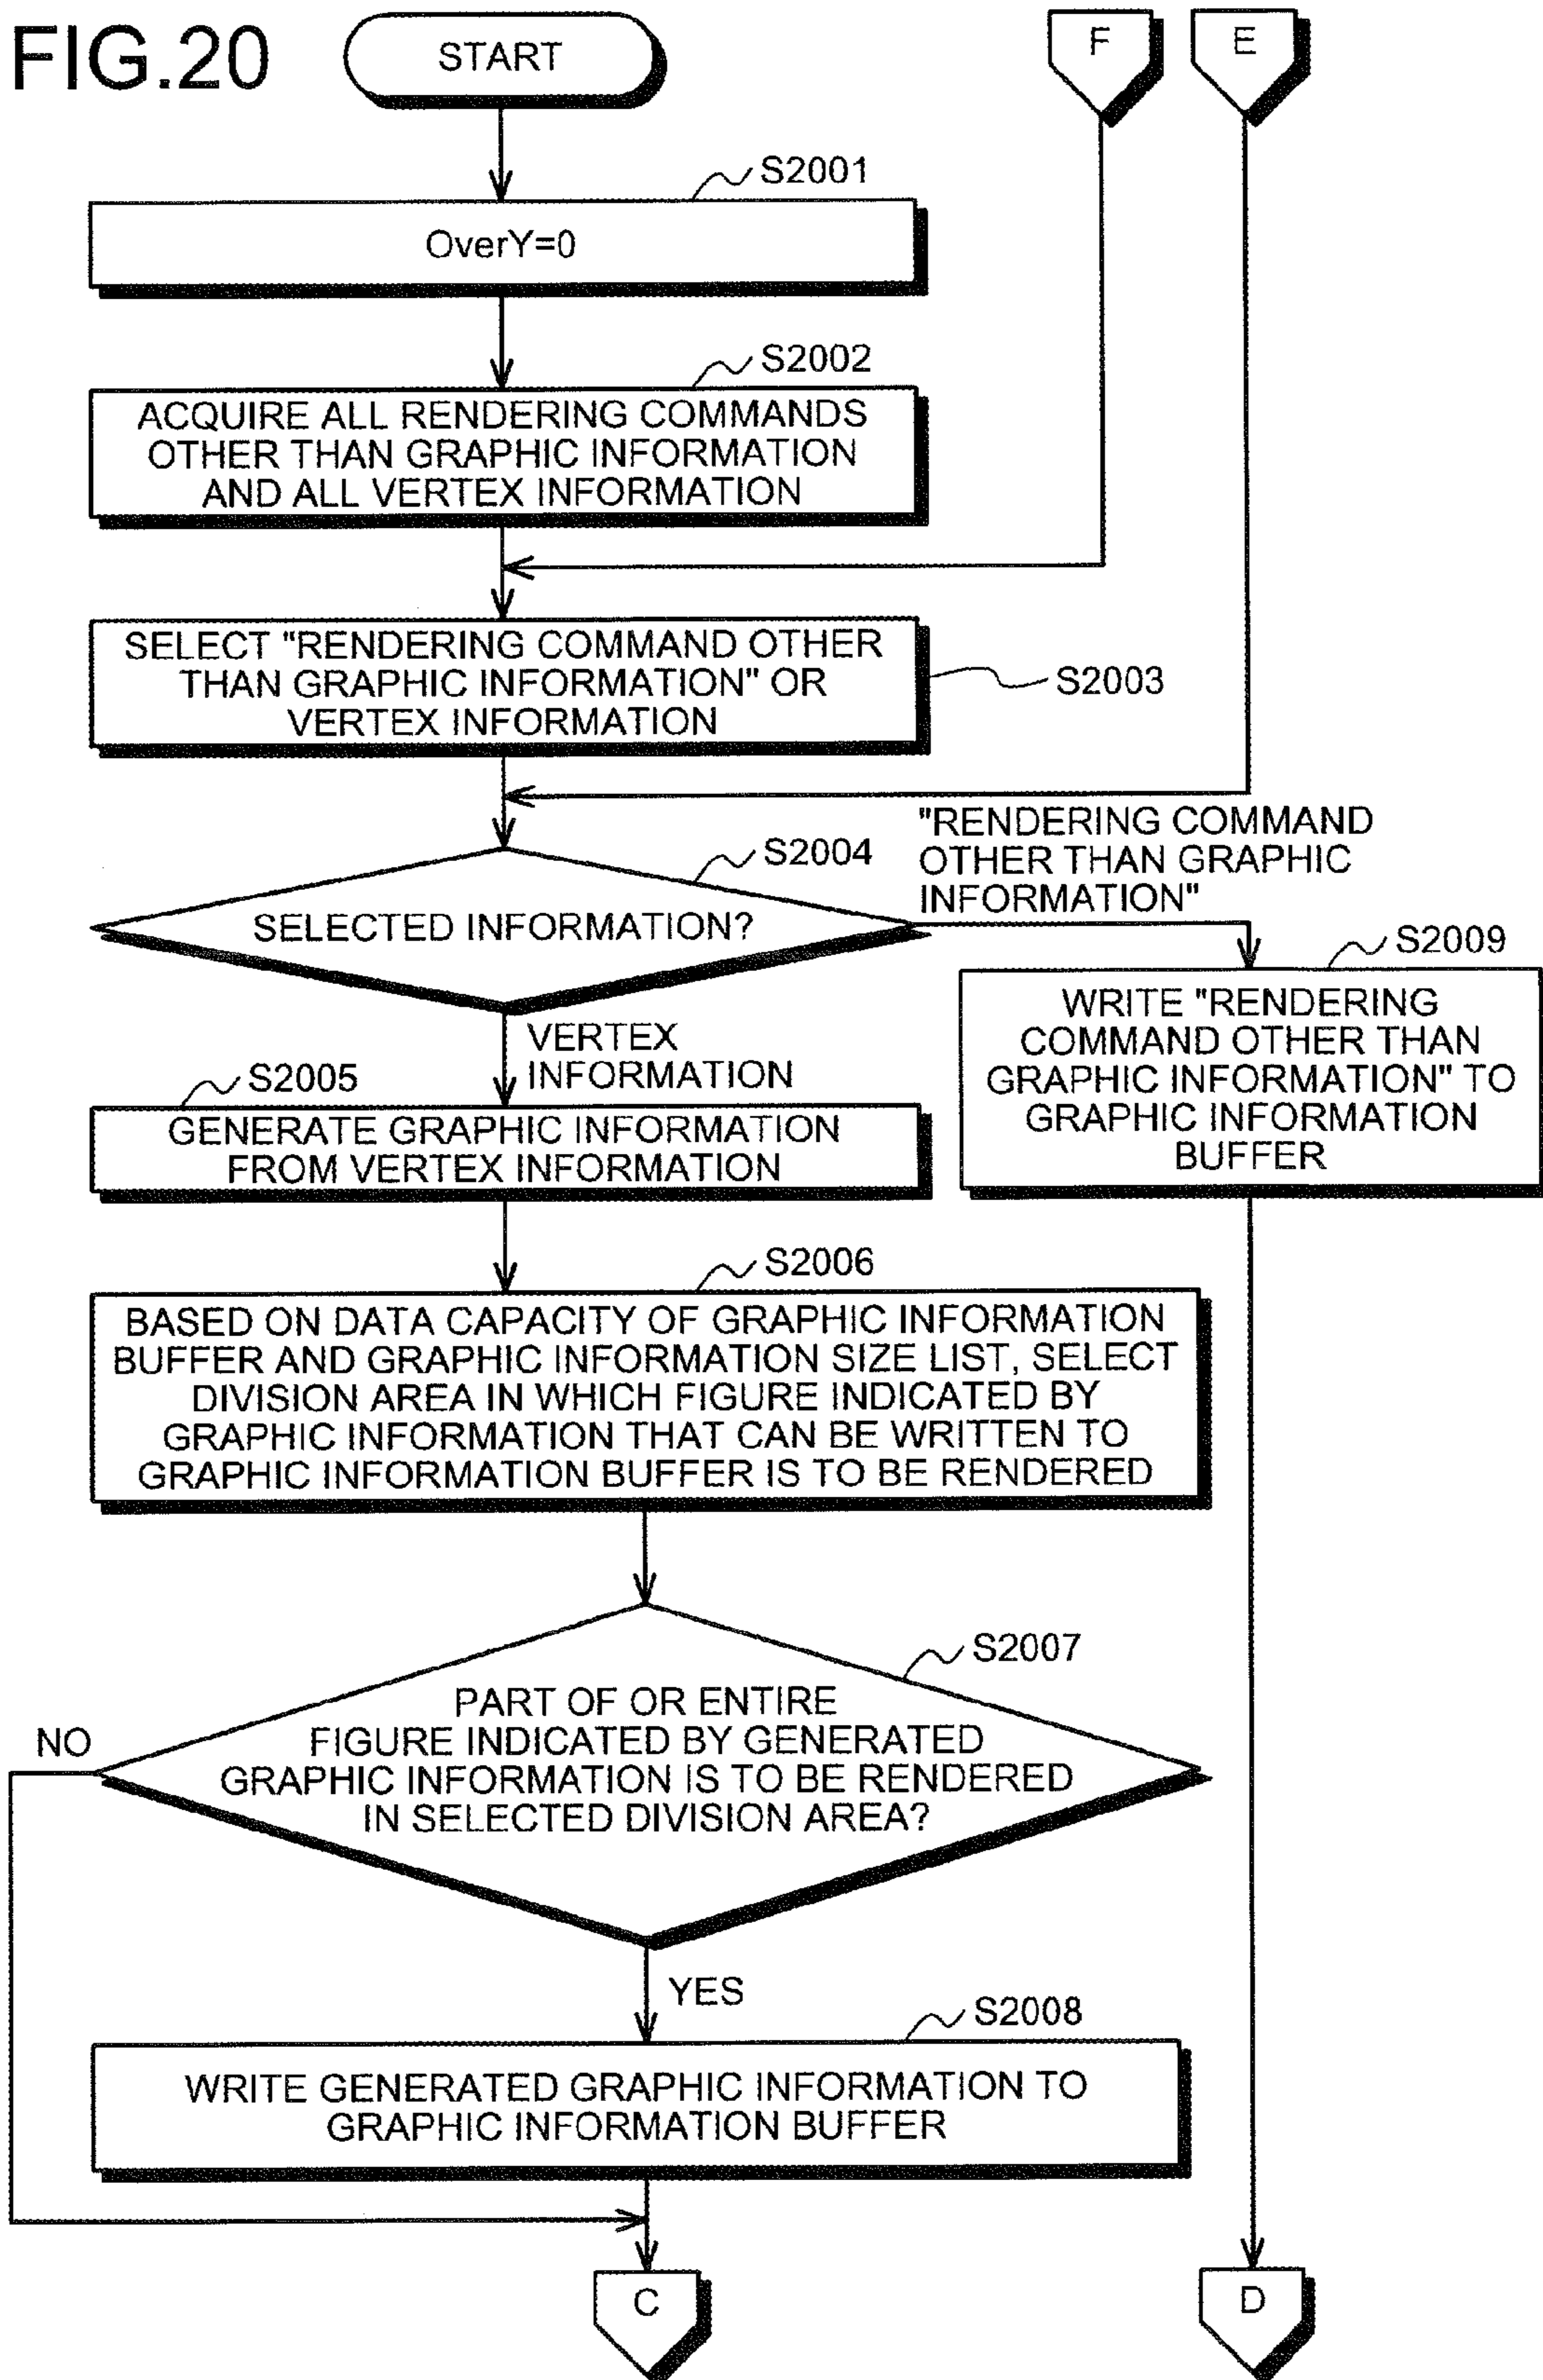 FIG.20
START
F
E
S2001
OverY=0
S2002
ACQUIRE ALL RENDERING COMMANDS
OTHER THAN GRAPHIC INFORMATION
AND ALL VERTEX INFORMATION
SELECT "RENDERING COMMAND OTHER
THAN GRAPHIC INFORMATION" OR
VERTEX INFORMATION
S2003
S2004
SELECTED INFORMATION?
"RENDERING COMMAND
OTHER THAN GRAPHIC
INFORMATION"
S2009
WRITE "RENDERING
COMMAND OTHER THAN
GRAPHIC INFORMATION" TO
GRAPHIC INFORMATION
BUFFER
VERTEX
INFORMATION
S2005
GENERATE GRAPHIC INFORMATION
FROM VERTEX INFORMATION
S2006
BASED ON DATA CAPACITY OF GRAPHIC INFORMATION
BUFFER AND GRAPHIC INFORMATION SIZE LIST, SELECT
DIVISION AREA IN WHICH FIGURE INDICATED BY
GRAPHIC INFORMATION THAT CAN BE WRITTEN TO
GRAPHIC INFORMATION BUFFER IS TO BE RENDERED
S2007
PART OF OR ENTIRE
FIGURE INDICATED BY GENERATED
GRAPHIC INFORMATION IS TO BE RENDERED
IN SELECTED DIVISION AREA?
NO
YES
S2008
WRITE GENERATED GRAPHIC INFORMATION TO
GRAPHIC INFORMATION BUFFER
C
D